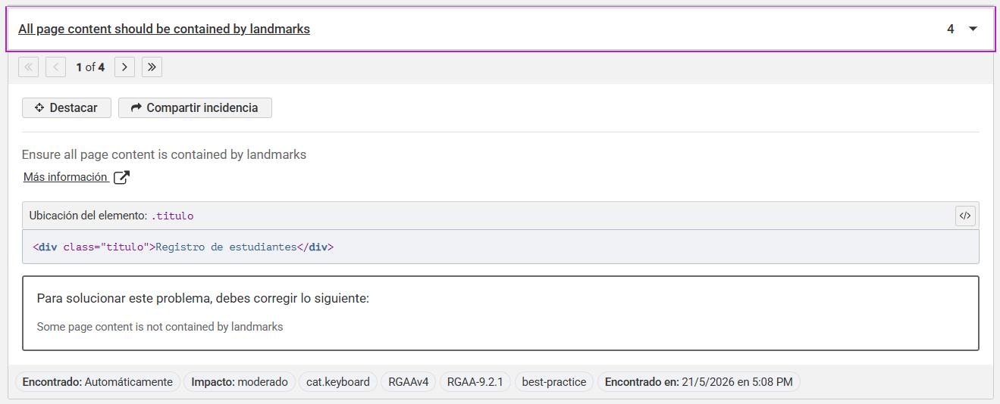 All page content should be contained by landmarks 4
1 of 4
Destacar Compartir incidencia
Ensure all page content is contained by landmarks
Más información
Ubicación del elemento: .titulo </>
<div class="titulo">Registro de estudiantes</div>
Para solucionar este problema, debes corregir lo siguiente:
Some page content is not contained by landmarks
Encontrado: Automáticamente Impacto: moderado cat.keyboard RGAAv4 RGAA-9.2.1 best-practice Encontrado en: 21/5/2026 en 5:08 PM